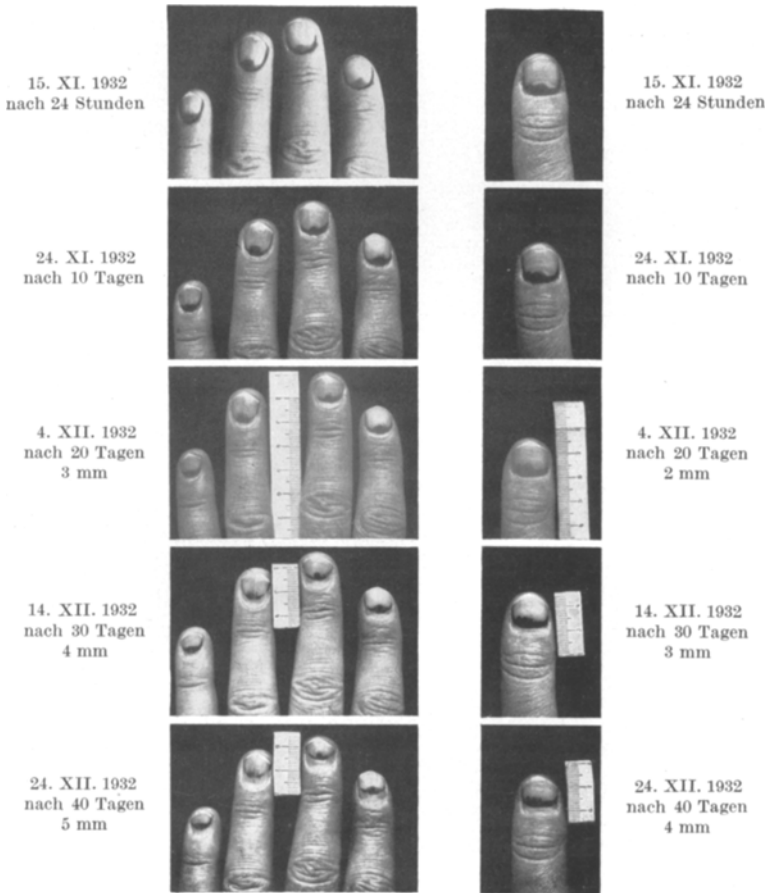 15. XI. 1932
nach 24 Stunden
15. XI. 1932
nach 24 Stunden
24. XI. 1932
nach 10 Tagen
24. XI. 1932
nach 10 Tagen
4. XII. 1932
nach 20 Tagen
3 mm
4. XII. 1932
nach 20 Tagen
2 mm
14. XII. 1932
nach 30 Tagen
4 mm
14. XII. 1932
nach 30 Tagen
3 mm
24. XII. 1932
nach 40 Tagen
5 mm
24. XII. 1932
nach 40 Tagen
4 mm